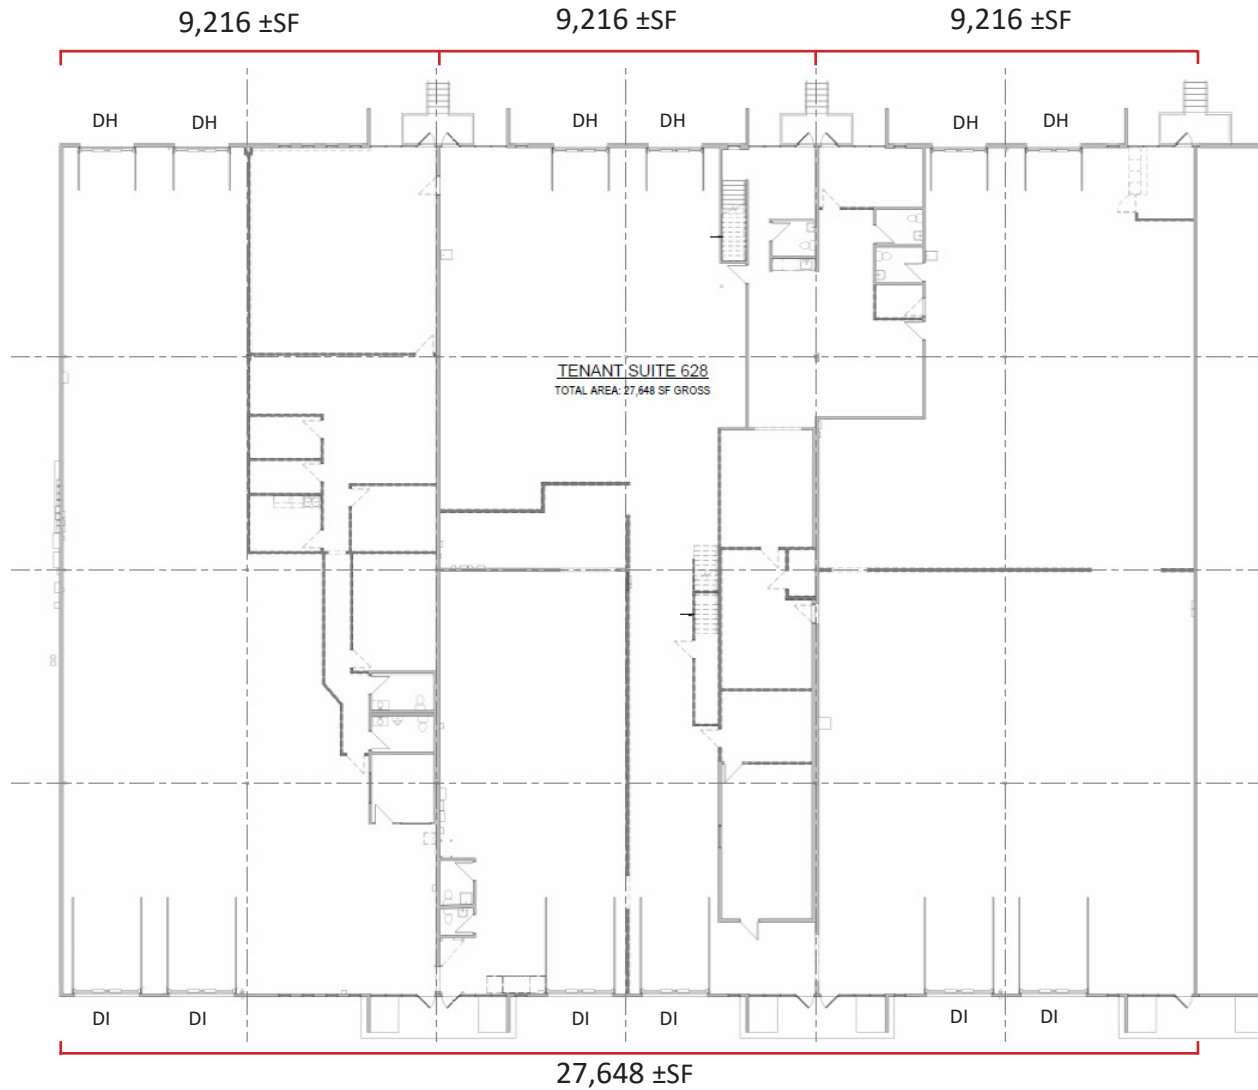 9,216 ±SF 9,216 ±SF 9,216 ±SF
DH DH DH DH DH DH
TENANT SUITE 628
TOTAL AREA: 27,648 SF GROSS
DI DI DI DI DI DI
27,648 ±SF